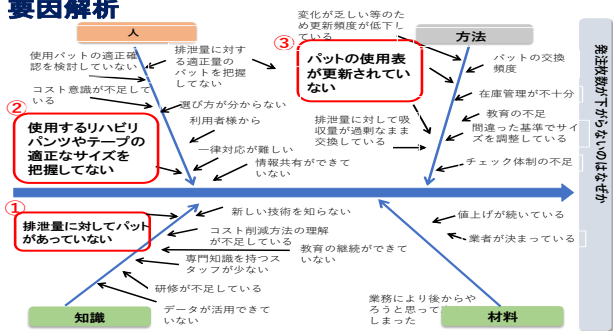 要因解析
人
方法
変化が乏しい等のた
め更新頻度が低下し
ている
③
パットの使用表
が更新されてい
ない
使用パットの適正確
認を検討していない
排泄量に対す
る適正量の
パットを把握
してない
コスト意識が不足して
いる
選び方が分からない
利用者様から
②
使用するリハビリ
パンツやテープの
適正なサイズを
把握してない
一律対応が難しい
情報共有ができて
いない
パットの交換
頻度
在庫管理が不十分
教育の不足
間違った基準でサイ
ズを調整している
排泄量に対して吸
収量が過剰なまま
交換している
チェック体制の不足
発注枚数が下がらないのはなぜか
①
排泄量に対してパット
があっていない
新しい技術を知らない
コスト削減方法の理解
が不足している
教育の継続ができて
いない
専門知識を持つス
タッフが少ない
研修が不足している
データが活用できて
いない
値上げが続いている
業者が決まっている
業務により後からや
ろうと思って
しまった
知識
材料